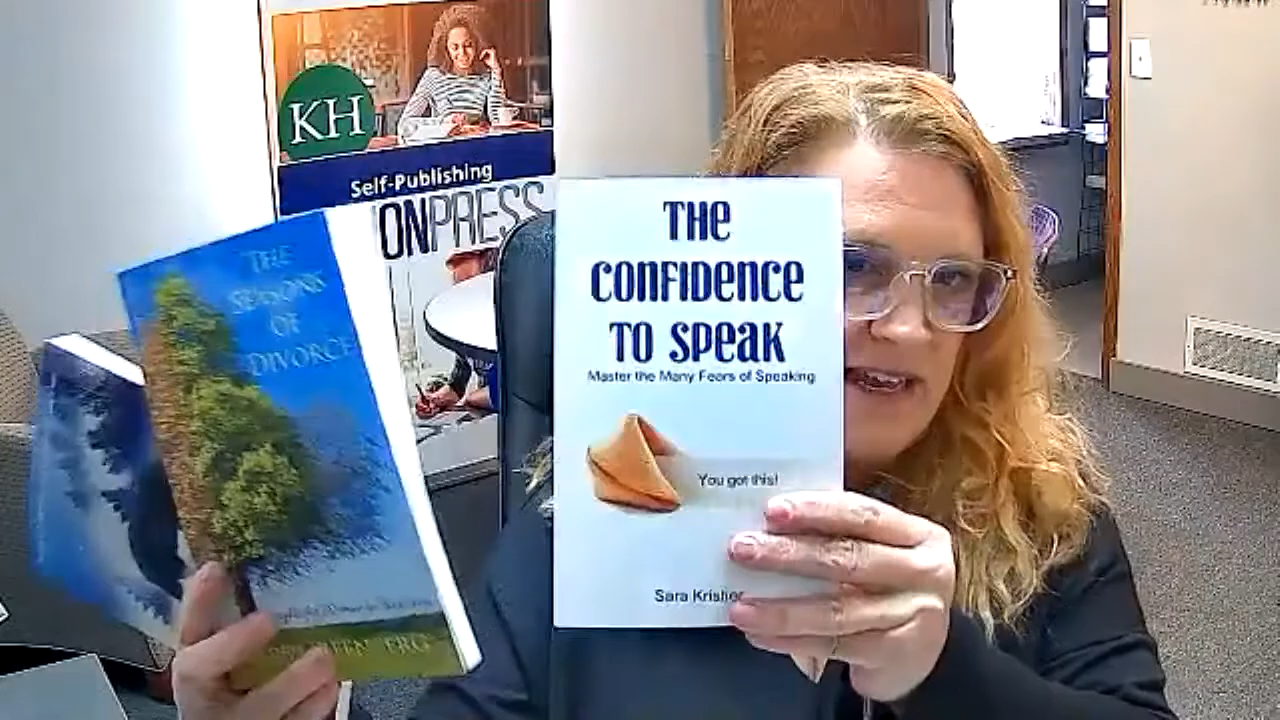 KH
Self-Publishing
ONPRESS
THE
SEASONS
OF
DIVORCE
THE
CONFIDENCE
TO SPEAK
Master the Many Fears of Speaking
You got this!
Sara Krisher